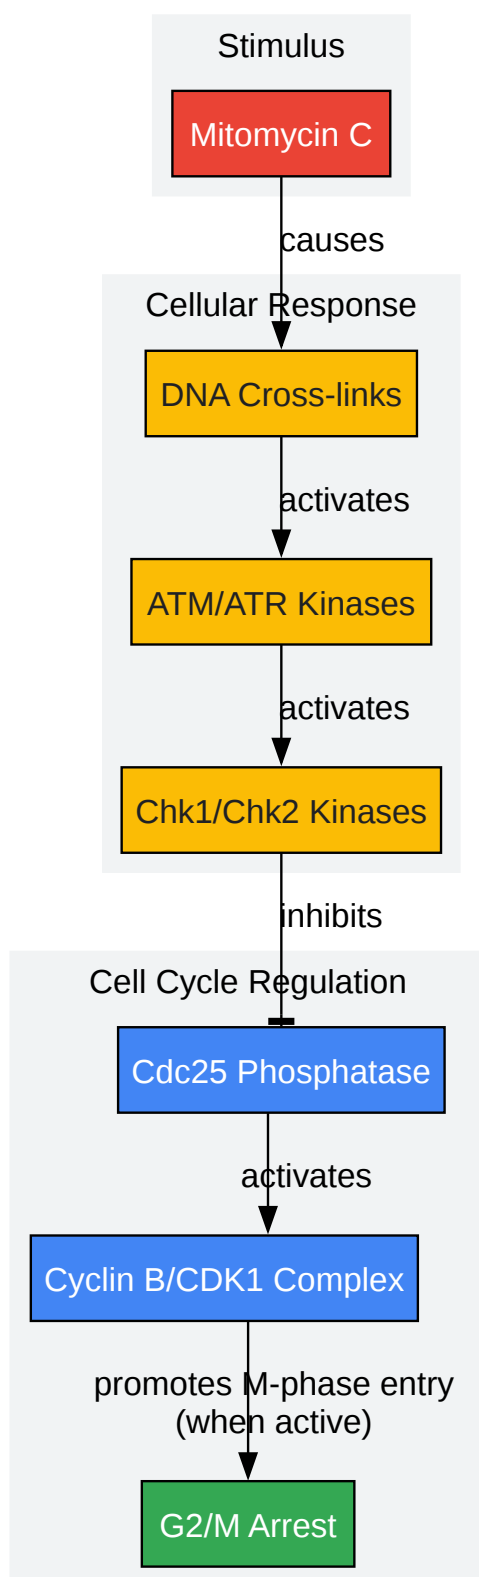 Stimulus
Mitomycin C
causes
Cellular Response
DNA Cross-links
activates
ATM/ATR Kinases
activates
Chk1/Chk2 Kinases
inhibits
Cell Cycle Regulation
Cdc25 Phosphatase
activates
Cyclin B/CDK1 Complex
promotes M-phase entry
(when active)
G2/M Arrest